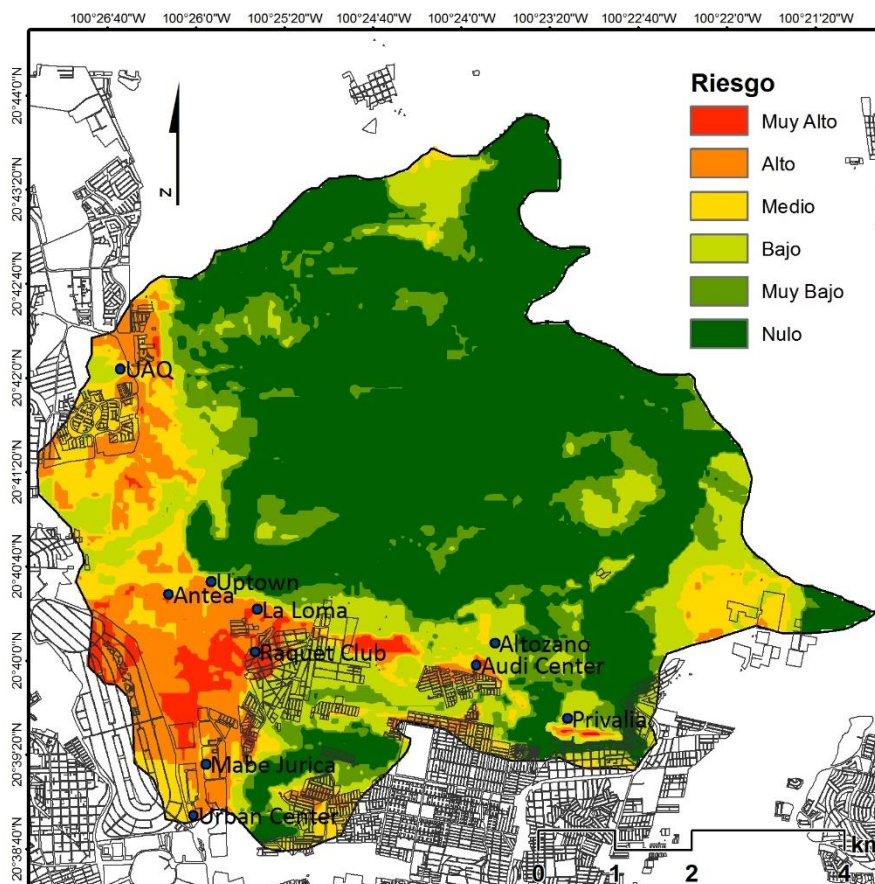 100°26'40"W 100°26'0"W 100°25'20"W 100°24'40"W 100°24'0"W 100°23'20"W 100°22'40"W 100°22'0"W 100°21'20"W
20°44'0"N
20°43'20"N
20°42'40"N
20°42'0"N
20°41'20"N
20°40'40"N
20°40'0"N
20°39'20"N
20°38'40"N
N
Riesgo
Muy Alto
Alto
Medio
Bajo
Muy Bajo
Nulo
UAQ
Uptown
Antea
La Loma
Altozano
Raquet Club
Audi Center
Privalia
Mabe Jurica
Urban Center
km
0 1 2 4